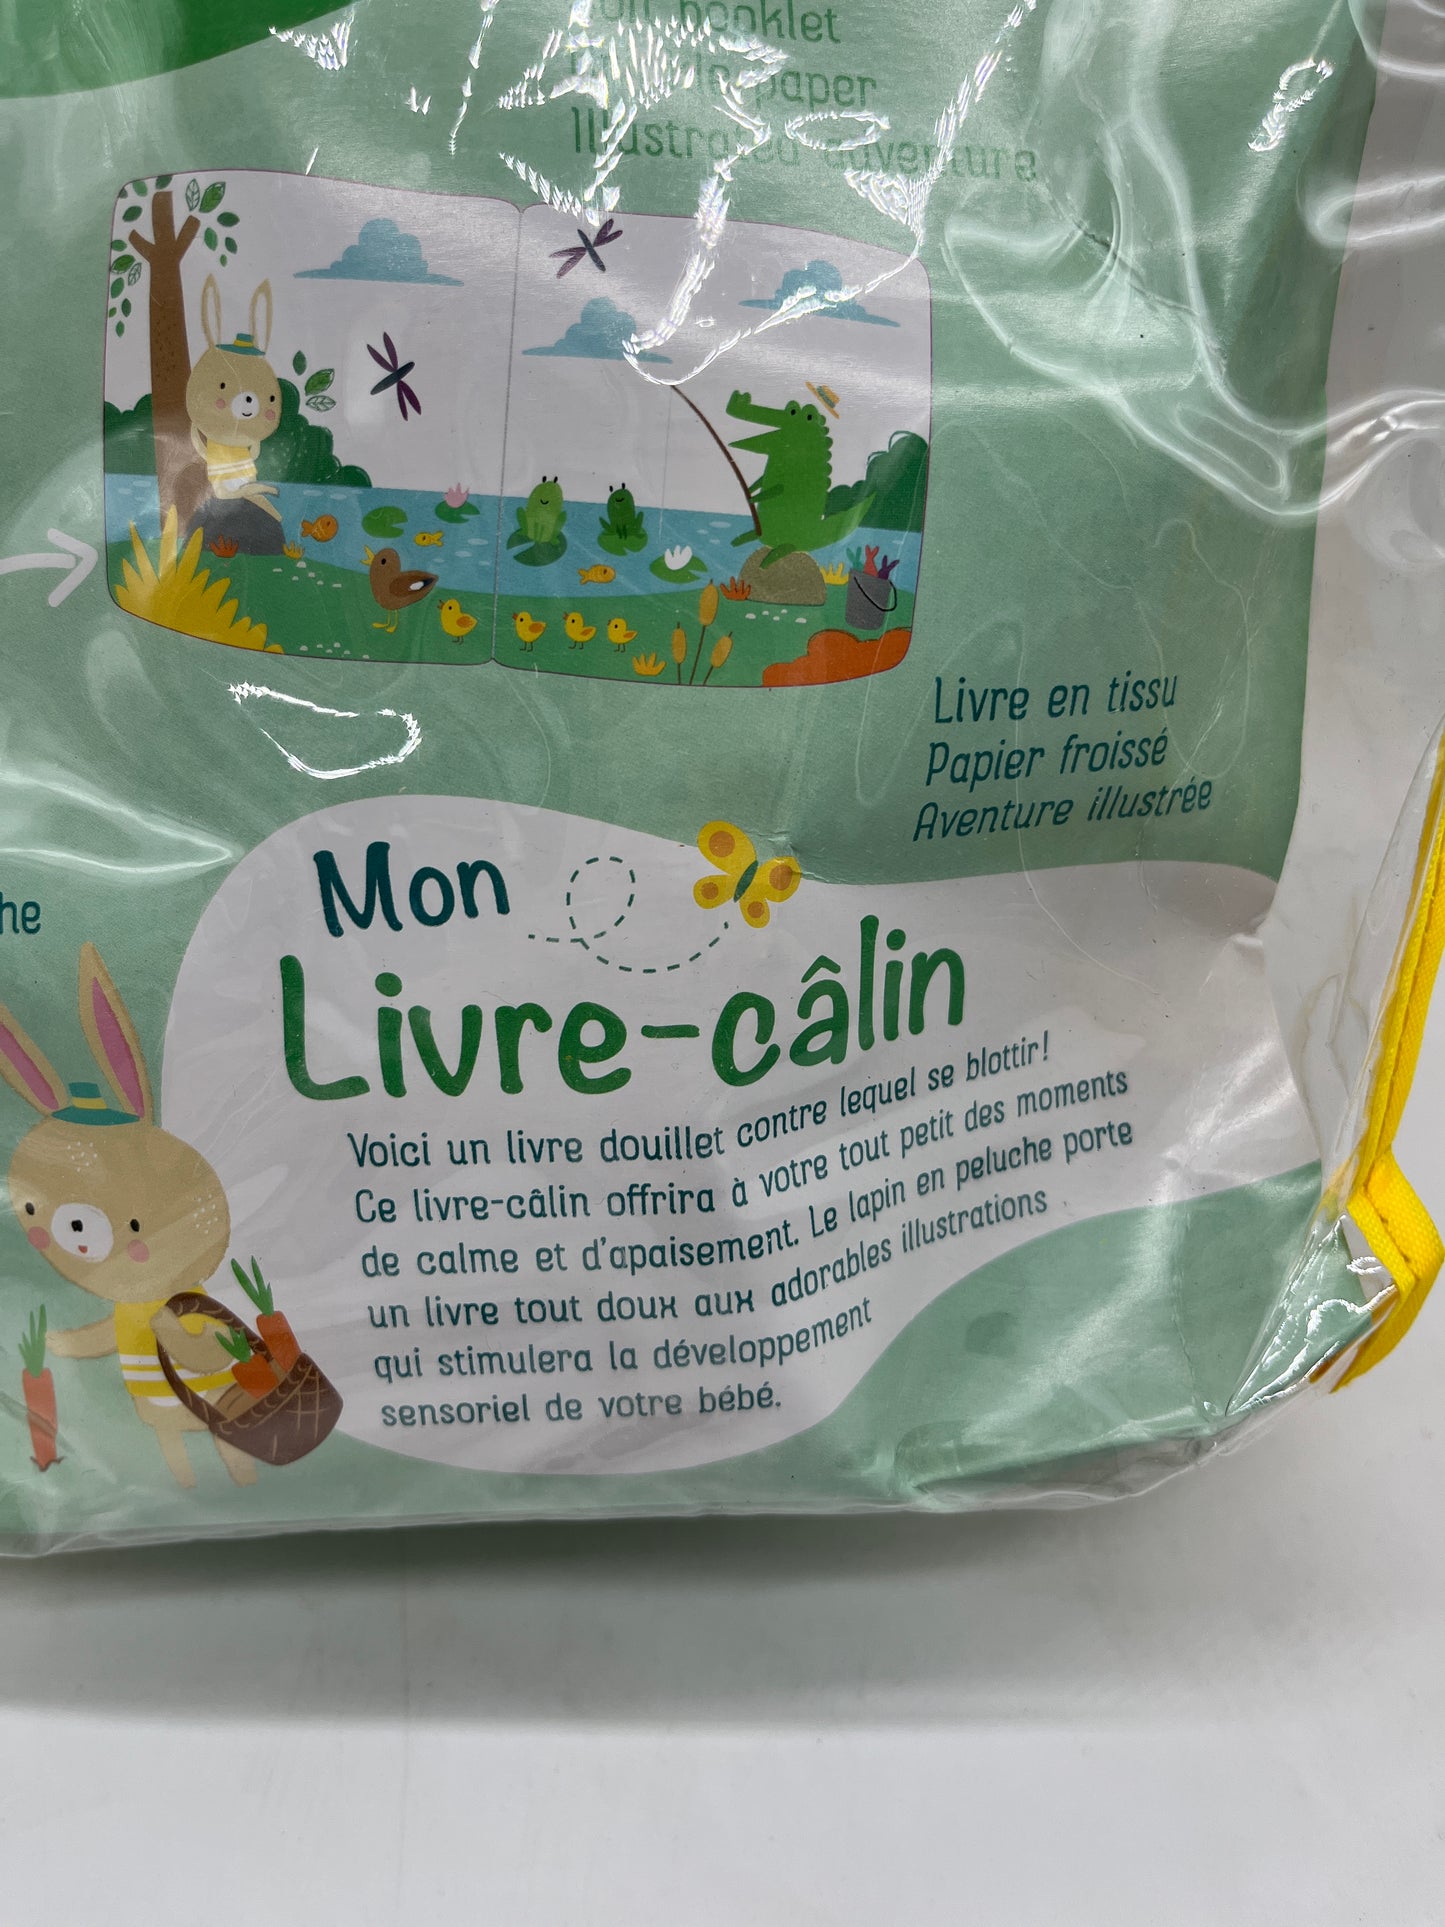 booklet
paper
Illustrated adventure
Livre en tissu
Papier froissé
Aventure illustrée
he
Mon
Livre-câlin
Voici un livre douillet contre lequel se blottir!
Ce livre-câlin offrira à votre tout petit des moments
de calme et d'apaisement. Le lapin en peluche porte
un livre tout doux aux adorables illustrations
qui stimulera la développement
sensoriel de votre bébé.